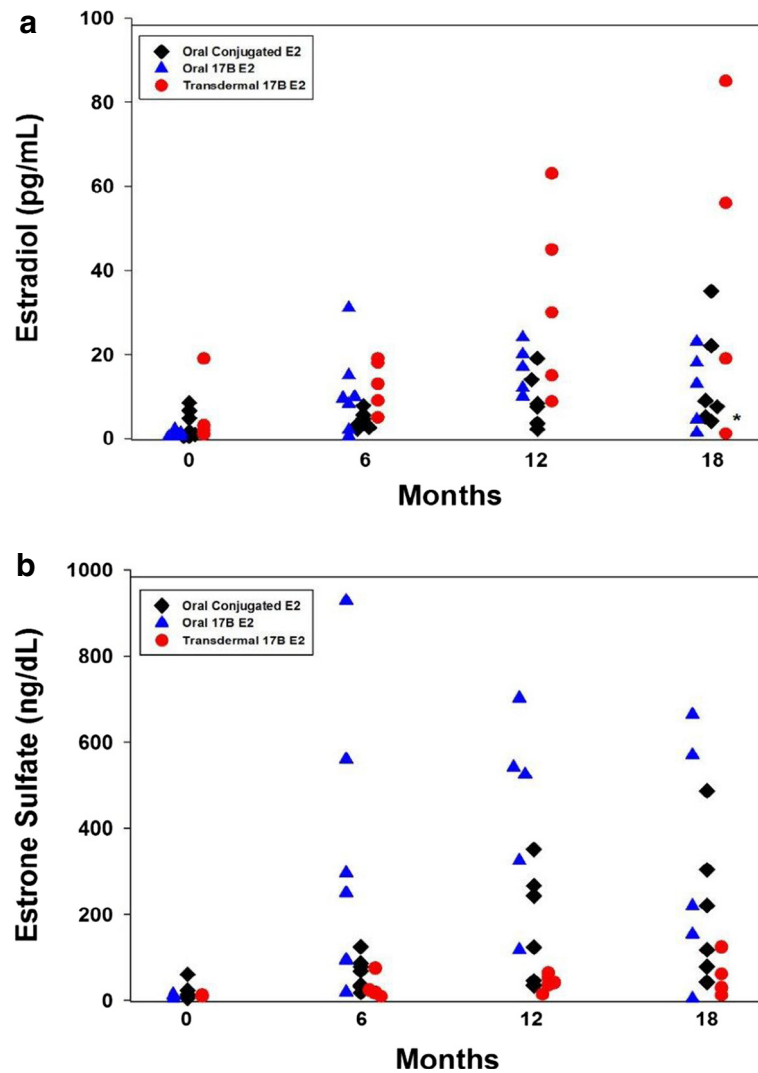 a
100
80
60
40
20
0
Estradiol (pg/mL)
Oral Conjugated E2
Oral 17B E2
Transdermal 17B E2
*
0 6 12 18
Months
b
1000
800
600
400
200
0
Estrone Sulfate (ng/dL)
Oral Conjugated E2
Oral 17B E2
Transdermal 17B E2
0 6 12 18
Months